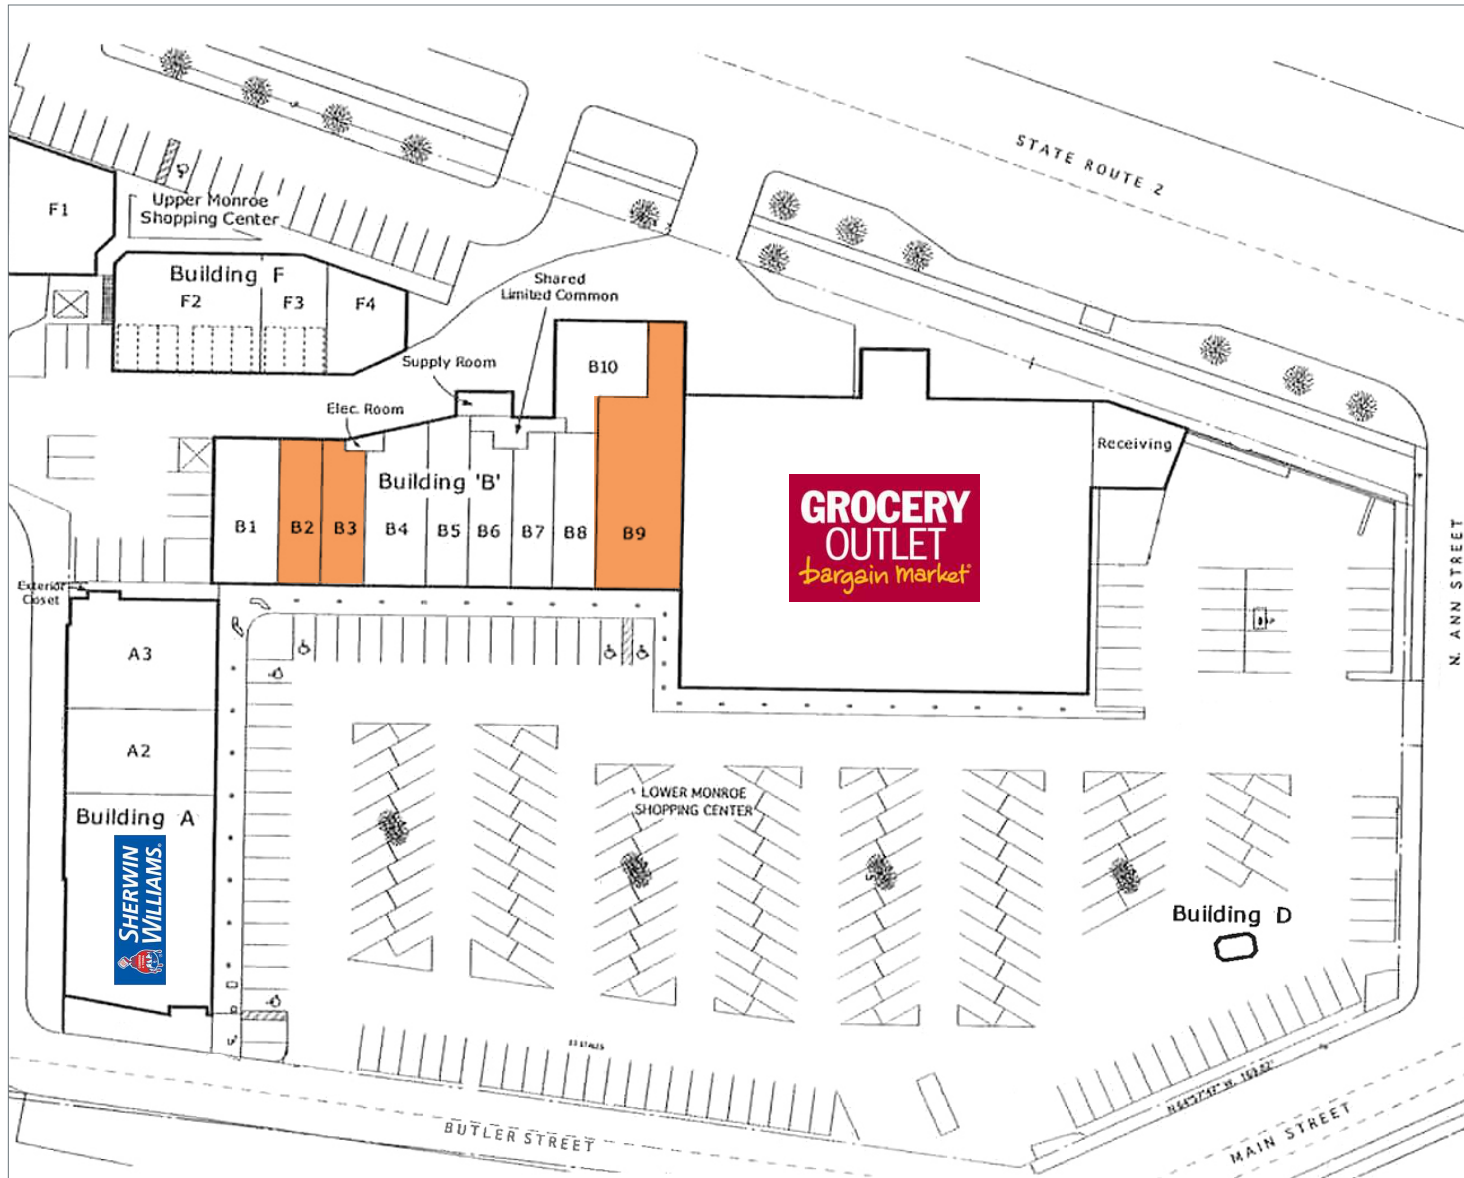 STATE ROUTE 2
F1
Upper Monroe
Shopping Center
Building F
F2
F3
F4
Shared
Limited Common
Supply Room
B10
Elec. Room
Receiving
Building 'B'
B1
B2
B3
B4
B5
B6
B7
B8
B9
GROCERY
OUTLET
bargain market
N. ANN STREET
Exterior
Closet
A3
A2
Building A
SHERWIN
WILLIAMS.
LOWER MONROE
SHOPPING CENTER
Building D
BUTLER STREET
MAIN STREET